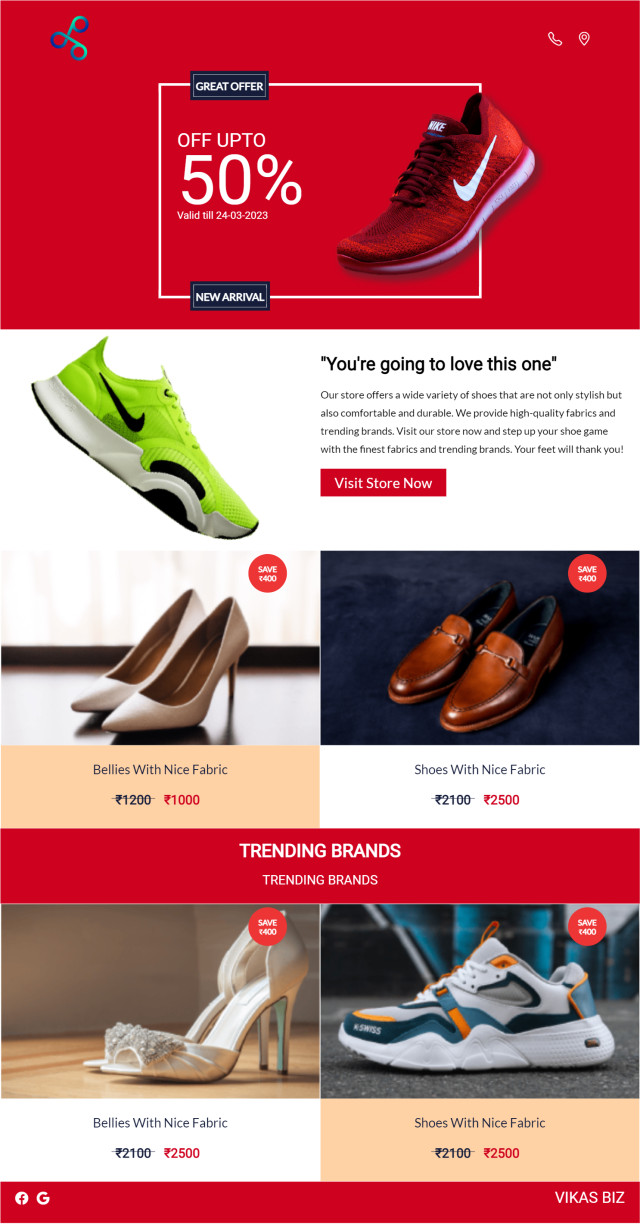 GREAT OFFER
NIKE
OFF UPTO
50%
Valid till 24-03-2023
NEW ARRIVAL
"You're going to love this one"
Our store offers a wide variety of shoes that are not only stylish but
also comfortable and durable. We provide high-quality fabrics and
trending brands. Visit our store now and step up your shoe game
with the finest fabrics and trending brands. Your feet will thank you!
Visit Store Now
SAVE
₹400
SAVE
₹400
Bellies With Nice Fabric
₹1200 ₹1000
Shoes With Nice Fabric
₹2100 ₹2500
TRENDING BRANDS
TRENDING BRANDS
SAVE
₹400
SAVE
₹400
K-SWISS
Bellies With Nice Fabric
₹2100 ₹2500
Shoes With Nice Fabric
₹2100 ₹2500
VIKAS BIZ